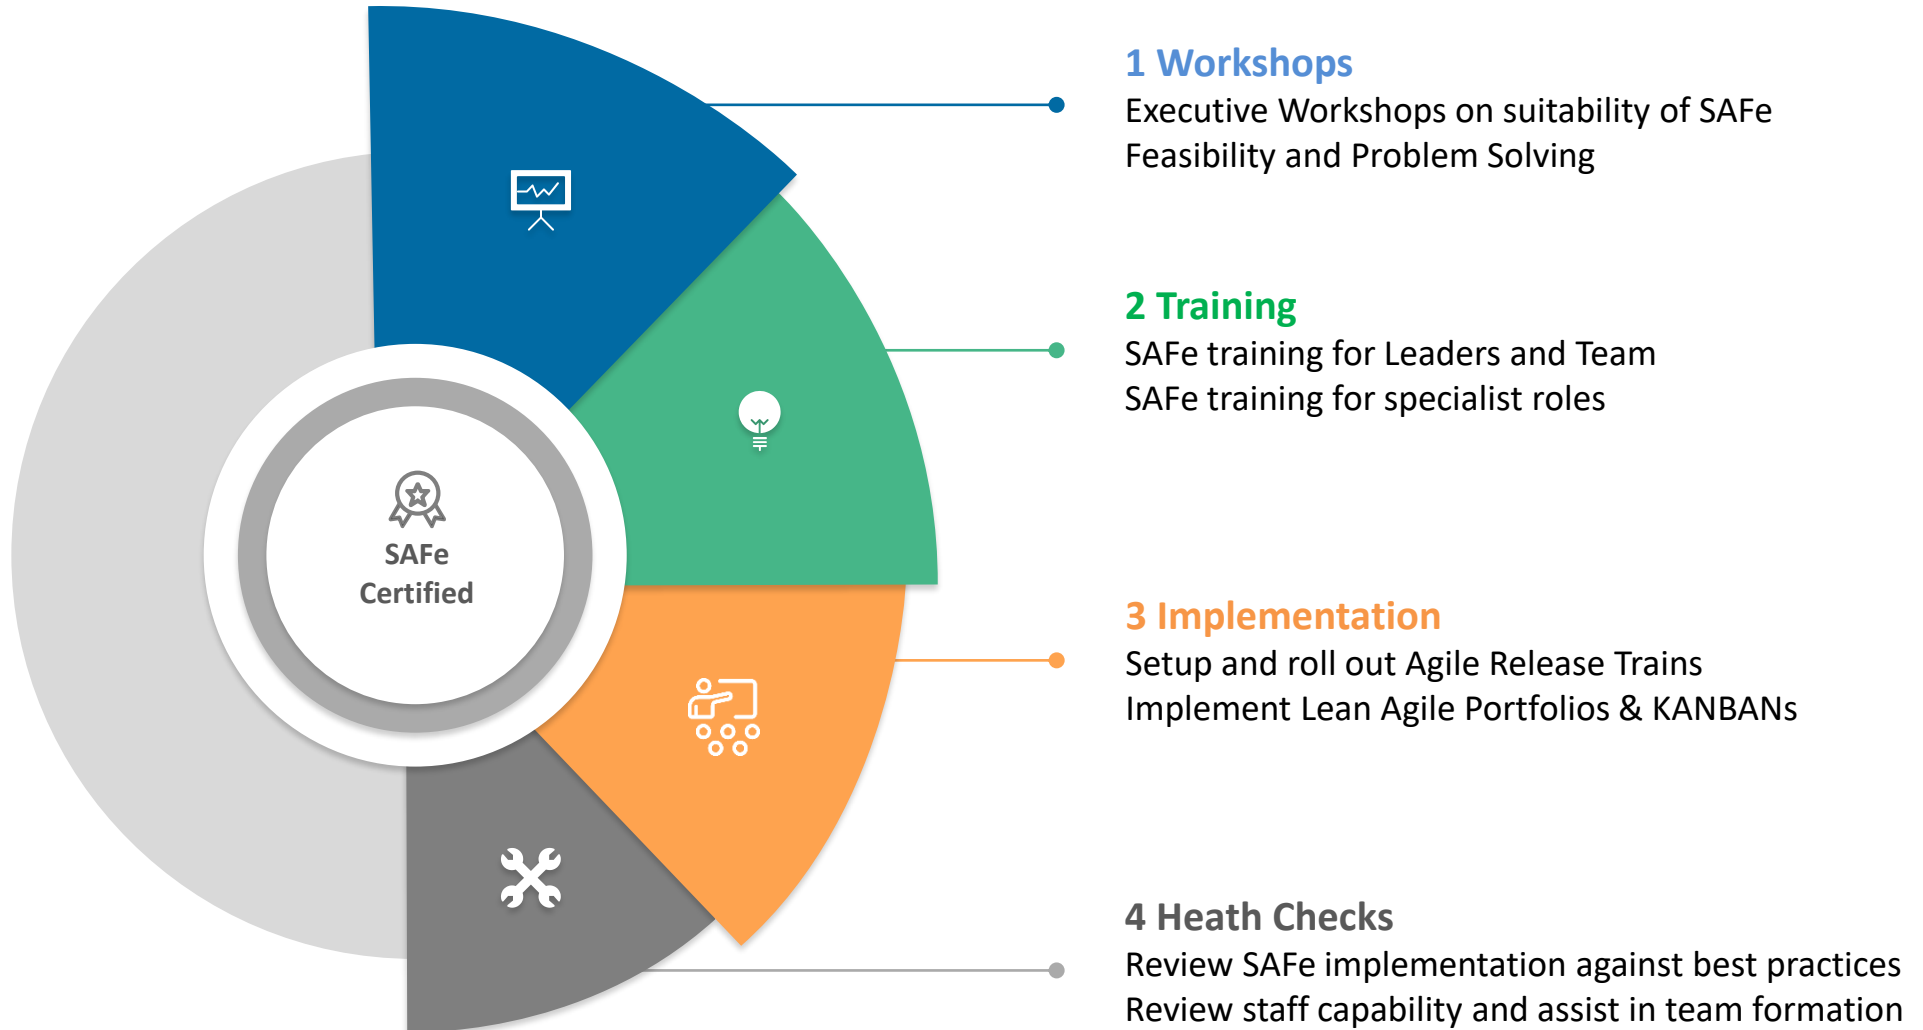 1 Workshops
Executive Workshops on suitability of SAFe
Feasibility and Problem Solving
2 Training
SAFe training for Leaders and Team
SAFe training for specialist roles
SAFe
Certified
3 Implementation
Setup and roll out Agile Release Trains
Implement Lean Agile Portfolios & KANBANs
4 Heath Checks
Review SAFe implementation against best practices
Review staff capability and assist in team formation